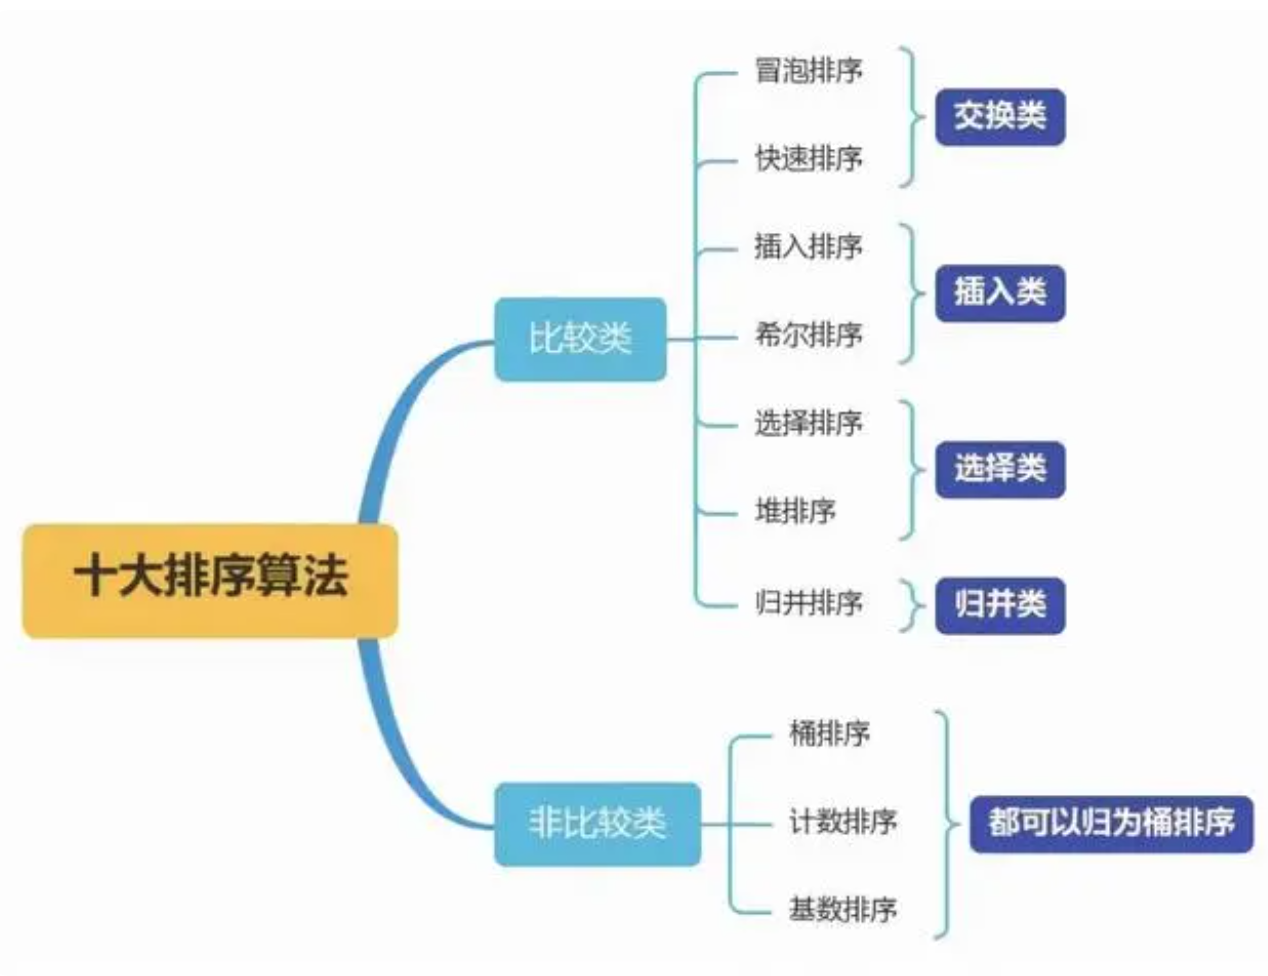 十大排序算法
比较类
冒泡排序
快速排序
交换类
插入排序
希尔排序
插入类
选择排序
堆排序
选择类
归并排序
归并类
非比较类
桶排序
计数排序
基数排序
都可以归为桶排序